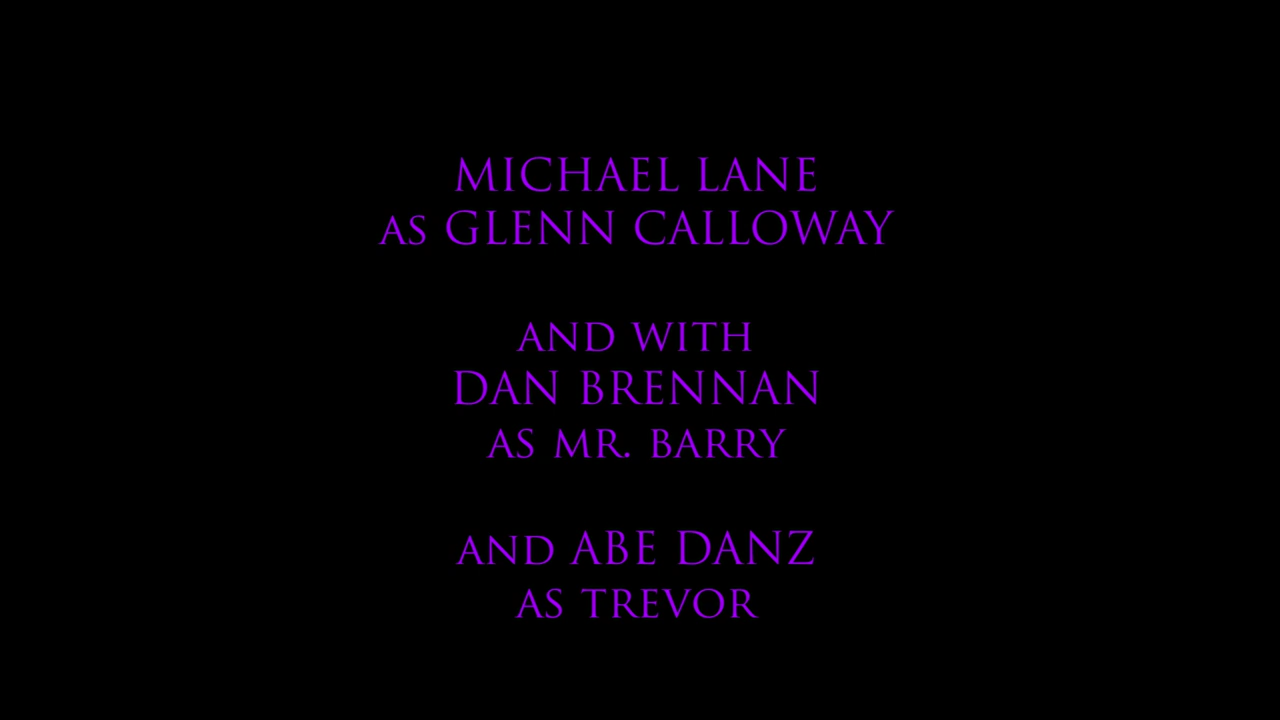 MICHAEL LANE
AS GLENN CALLOWAY
AND WITH
DAN BRENNAN
AS MR. BARRY
AND ABE DANZ
AS TREVOR